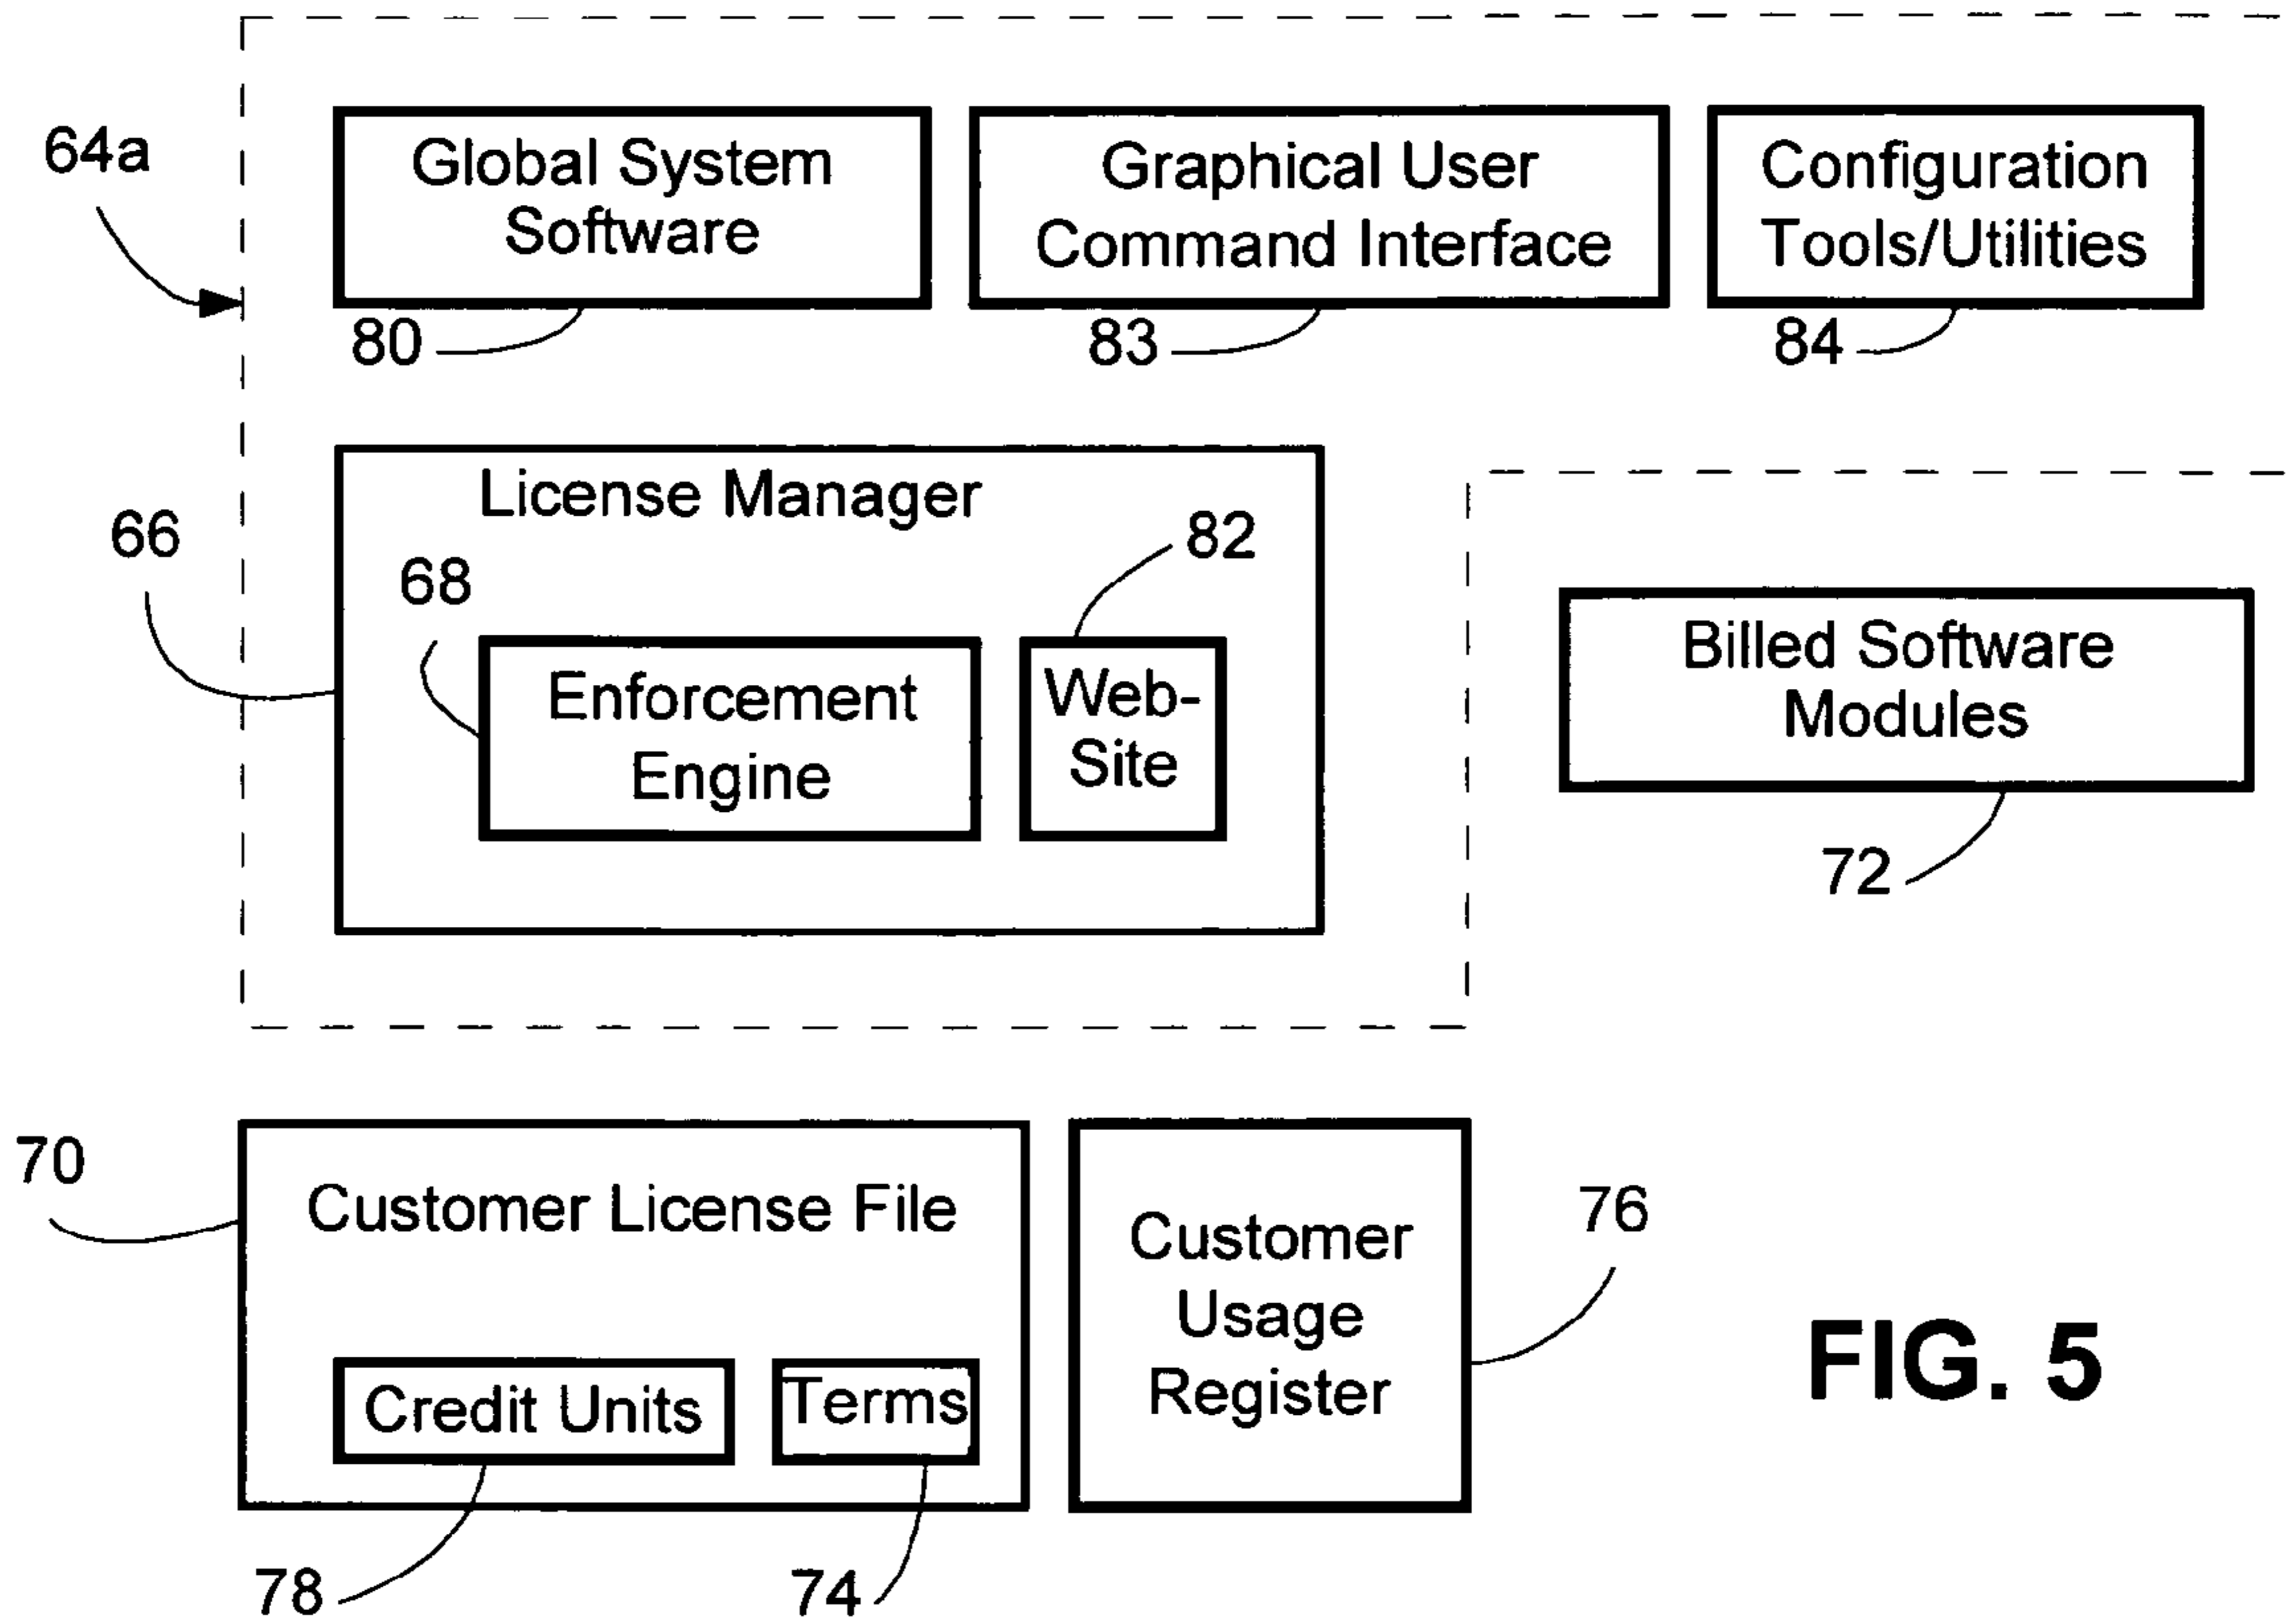 64a
Global System
Software
80
Graphical User
Command Interface
83
Configuration
Tools/Utilities
84
66
License Manager
68
82
Enforcement
Engine
Web-
Site
Billed Software
Modules
72
70
Customer License File
Credit Units
Terms
78
74
Customer
Usage
Register
76
FIG. 5